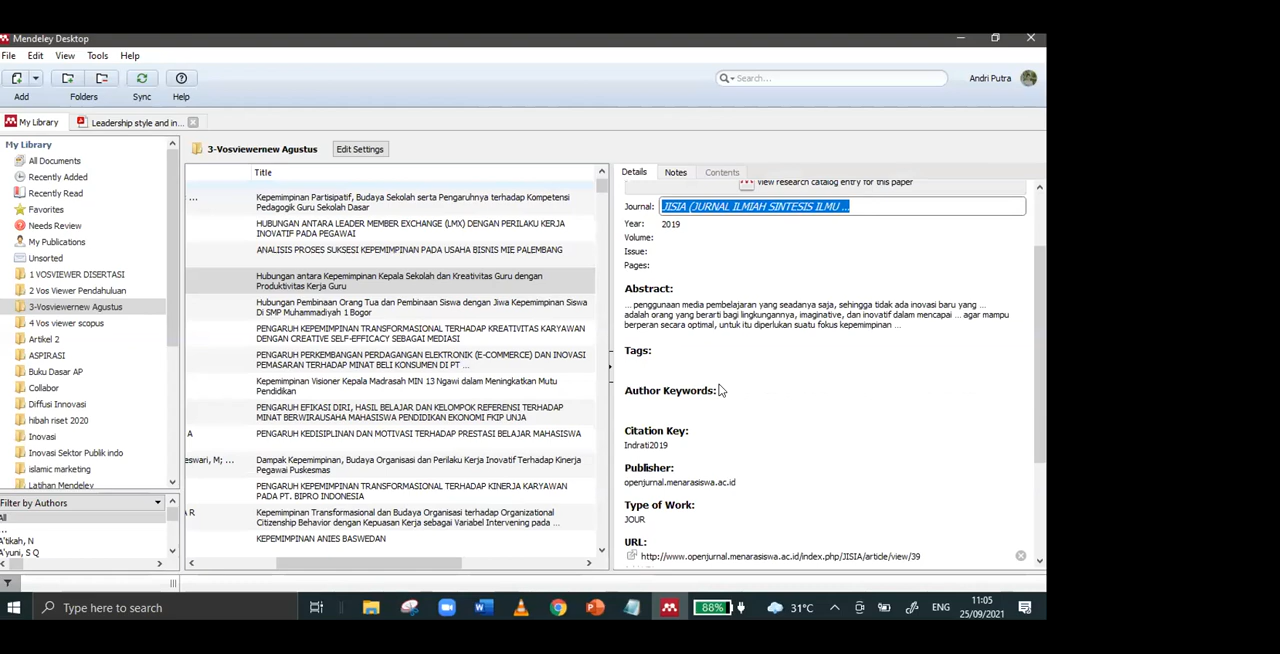 Mendeley Desktop
File Edit View Tools Help
Search...
Andri Putra
Add Folders Sync Help
My Library
Leadership style and in...
My Library
All Documents
Recently Added
Recently Read
Favorites
Needs Review
My Publications
Unsorted
1 VOSVIEWER DISERTASI
2 Vos Viewer Pendahuluan
3-Vosviewernew Agustus
4 Vos viewer scopus
Artikel 2
ASPIRASI
Buku Dasar AP
Collabor
Diffusi Innovasi
hibah riset 2020
Inovasi
Inovasi Sektor Publik indo
islamic marketing
Latihan Mendeley
Filter by Authors
All
...
A'tikah, N
A'yuni, S Q
3-Vosviewernew Agustus
Edit Settings
Title
...
Kepemimpinan Partisipatif, Budaya Sekolah serta Pengaruhnya terhadap Kompetensi
Pedagogik Guru Sekolah Dasar
HUBUNGAN ANTARA LEADER MEMBER EXCHANGE (LMX) DENGAN PERILAKU KERJA
INOVATIF PADA PEGAWAI
ANALISIS PROSES SUKSESI KEPEMIMPINAN PADA USAHA BISNIS MIE PALEMBANG
Hubungan antara Kepemimpinan Kepala Sekolah dan Kreativitas Guru dengan
Produktivitas Kerja Guru
Hubungan Pembinaan Orang Tua dan Pembinaan Siswa dengan Jiwa Kepemimpinan Siswa
Di SMP Muhammadiyah 1 Bogor
PENGARUH KEPEMIMPINAN TRANSFORMASIONAL TERHADAP KREATIVITAS KARYAWAN
DENGAN CREATIVE SELF-EFFICACY SEBAGAI MEDIASI
PENGARUH PERKEMBANGAN PERDAGANGAN ELEKTRONIK (E-COMMERCE) DAN INOVASI
PEMASARAN TERHADAP MINAT BELI KONSUMEN DI PT ...
Kepemimpinan Visioner Kepala Madrasah MIN 13 Ngawi dalam Meningkatkan Mutu
Pendidikan
PENGARUH EFIKASI DIRI, HASIL BELAJAR DAN KELOMPOK REFERENSI TERHADAP
MINAT BERWIRAUSAHA MAHASISWA PENDIDIKAN EKONOMI FKIP UNJA
A
PENGARUH KEDISIPLINAN DAN MOTIVASI TERHADAP PRESTASI BELAJAR MAHASISWA
eswari, M; ...
Dampak Kepemimpinan, Budaya Organisasi dan Perilaku Kerja Inovatif Terhadap Kinerja
Pegawai Puskesmas
PENGARUH KEPEMIMPINAN TRANSFORMASIONAL TERHADAP KINERJA KARYAWAN
PADA PT. BIPRO INDONESIA
A R
Kepemimpinan Transformasional dan Budaya Organisasi terhadap Organizational
Citizenship Behavior dengan Kepuasan Kerja sebagai Variabel Intervening pada ...
KEPEMIMPINAN ANIES BASWEDAN
Details Notes Contents
View research catalog entry for this paper
Journal: JISIA (JURNAL ILMIAH SINTESIS ILMU ...
Year: 2019
Volume:
Issue:
Pages:
Abstract:
... penggunaan media pembelajaran yang seadanya saja, sehingga tidak ada inovasi baru yang ...
adalah orang yang berarti bagi lingkungannya, imaginative, dan inovatif dalam mencapai ... agar mampu
berperan secara optimal, untuk itu diperlukan suatu fokus kepemimpinan ...
Tags:
Author Keywords:
Citation Key:
Indrati2019
Publisher:
openjurnal.menarasiswa.ac.id
Type of Work:
JOUR
URL:
http://www.openjurnal.menarasiswa.ac.id/index.php/JISIA/article/view/39
Type here to search
88%
31°C
ENG
11:05
25/09/2021